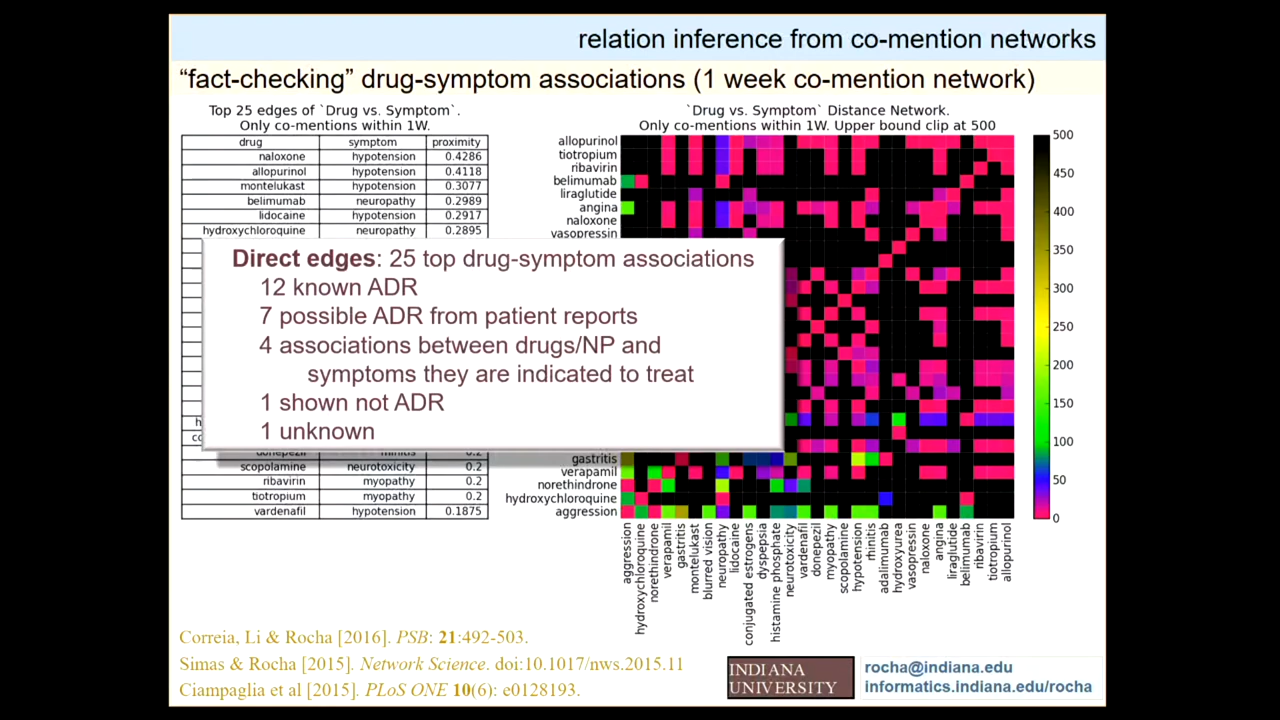 relation inference from co-mention networks
“fact-checking” drug-symptom associations (1 week co-mention network)
Top 25 edges of `Drug vs. Symptom`.
Only co-mentions within 1W.
drug symptom proximity
naloxone hypotension 0.4286
allopurinol hypotension 0.4118
montelukast hypotension 0.3077
belimumab neuropathy 0.2989
lidocaine hypotension 0.2917
hydroxychloroquine neuropathy 0.2895
Direct edges: 25 top drug-symptom associations
12 known ADR
7 possible ADR from patient reports
4 associations between drugs/NP and
symptoms they are indicated to treat
1 shown not ADR
1 unknown
donepezil rhinitis 0.2
scopolamine neurotoxicity 0.2
ribavirin myopathy 0.2
tiotropium myopathy 0.2
vardenafil hypotension 0.1875
`Drug vs. Symptom` Distance Network.
Only co-mentions within 1W. Upper bound clip at 500
allopurinol
tiotropium
ribavirin
belimumab
liraglutide
angina
naloxone
vasopressin
gastritis
verapamil
norethindrone
hydroxychloroquine
aggression
aggression
hydroxychloroquine
norethindrone
verapamil
gastritis
montelukast
blurred vision
neuropathy
lidocaine
conjugated estrogens
dyspepsia
histamine phosphate
neurotoxicity
vardenafil
donepezil
myopathy
scopolamine
hypotension
rhinitis
adalimumab
hydroxyurea
vasopressin
naloxone
angina
liraglutide
belimumab
ribavirin
tiotropium
allopurinol
500
450
400
350
300
250
200
150
100
50
0
Correia, Li & Rocha [2016]. PSB: 21:492-503.
Simas & Rocha [2015]. Network Science. doi:10.1017/nws.2015.11
Ciampaglia et al [2015]. PLoS ONE 10(6): e0128193.
INDIANA
UNIVERSITY
rocha@indiana.edu
informatics.indiana.edu/rocha